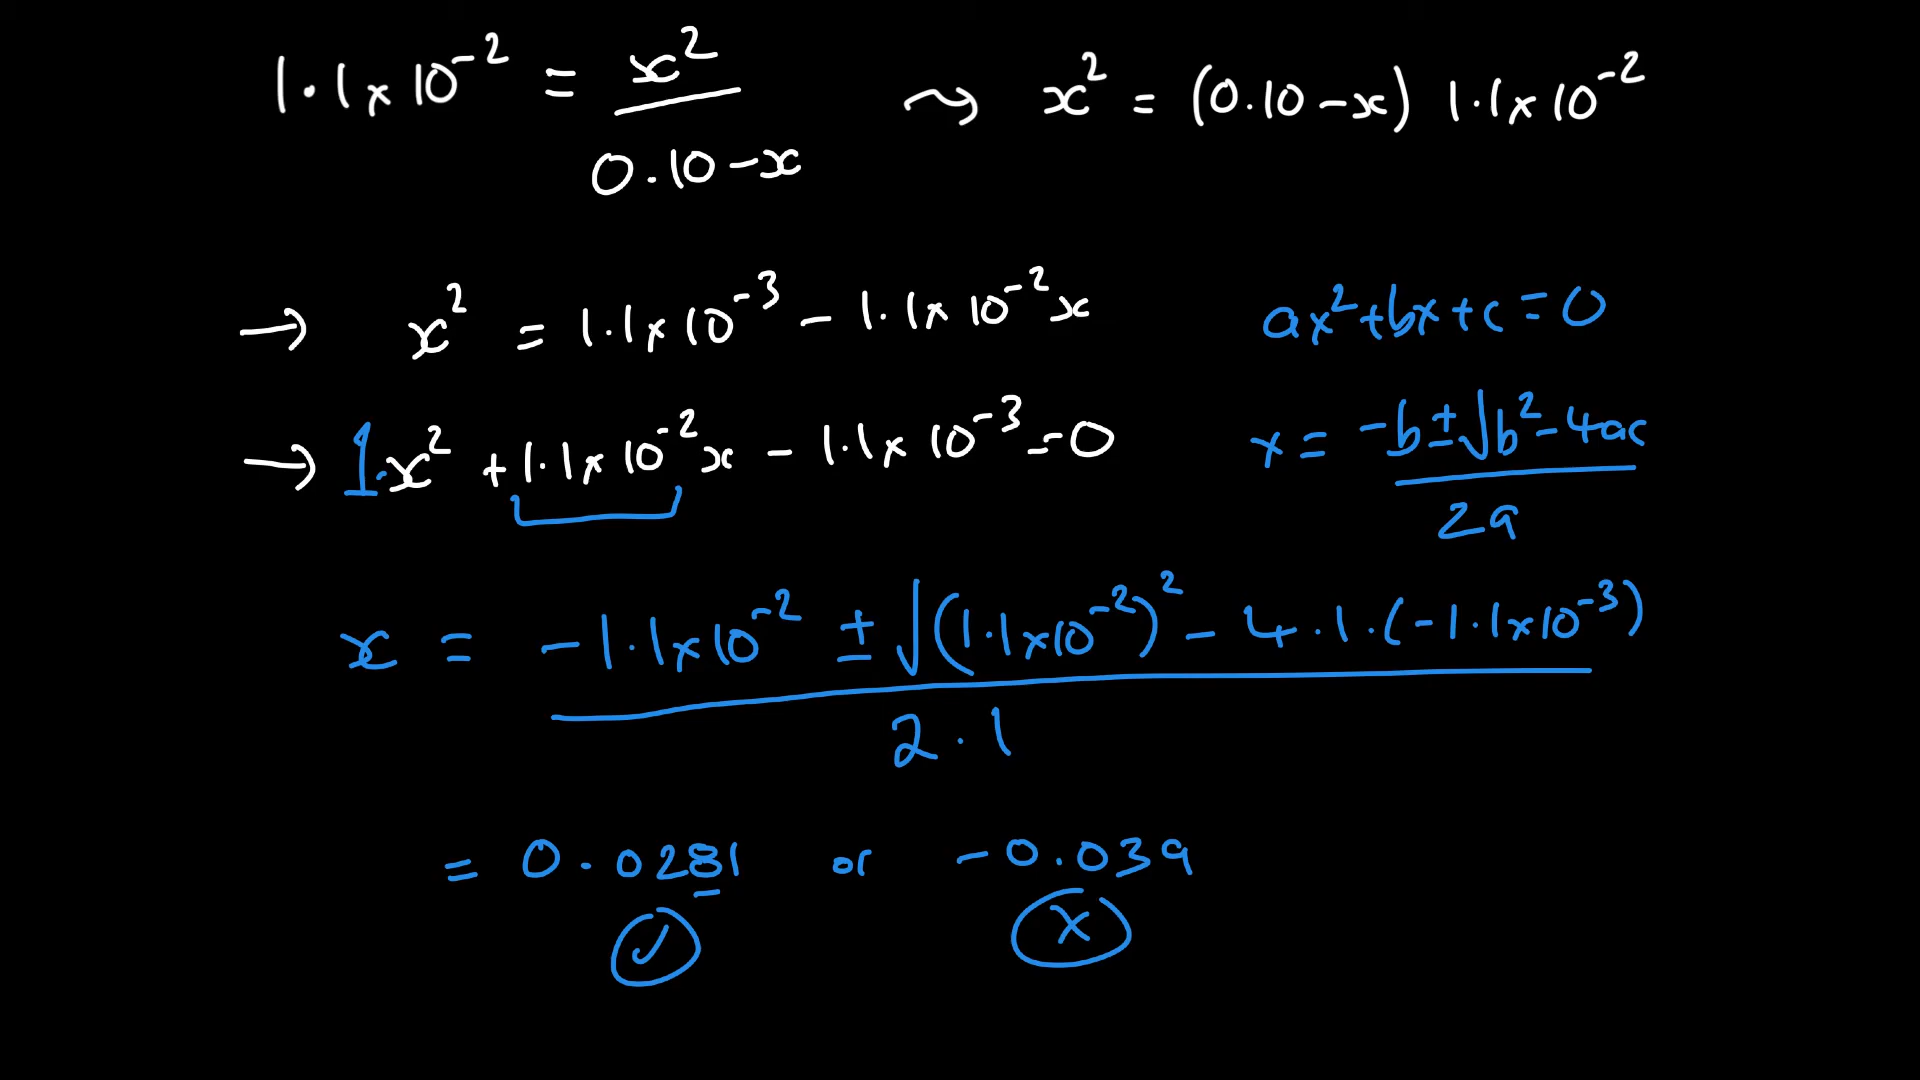 1.1x10⁻² = x² / 0.10-x ⇝ x² = (0.10-x) 1.1x10⁻²
→ x² = 1.1x10⁻³ - 1.1x10⁻²x
ax²+bx+c=0
→ 1.x² +1.1x10⁻²x - 1.1x10⁻³=0
x = -b±√b²-4ac / 2a
x = -1.1x10⁻² ± √(1.1x10⁻²)² - 4.1.(-1.1x10⁻³) / 2.1
= 0.0281 or -0.039
✓ x